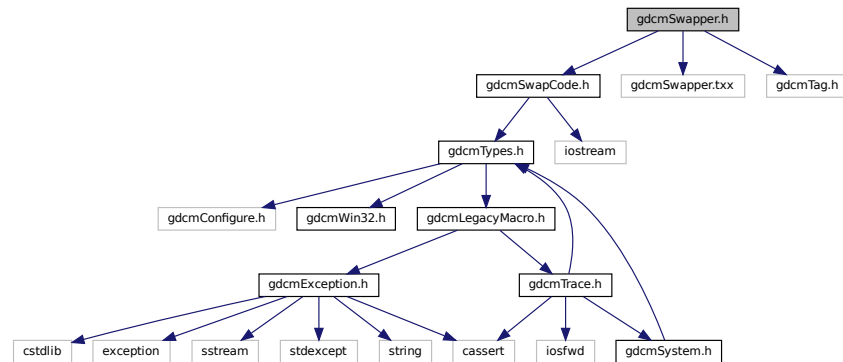 gdcmSwapper.h
gdcmSwapCode.h
gdcmSwapper.txx
gdcmTag.h
gdcmTypes.h
iostream
gdcmConfigure.h
gdcmWin32.h
gdcmLegacyMacro.h
gdcmException.h
gdcmTrace.h
cstdlib
exception
sstream
stdexcept
string
cassert
iosfwd
gdcmSystem.h